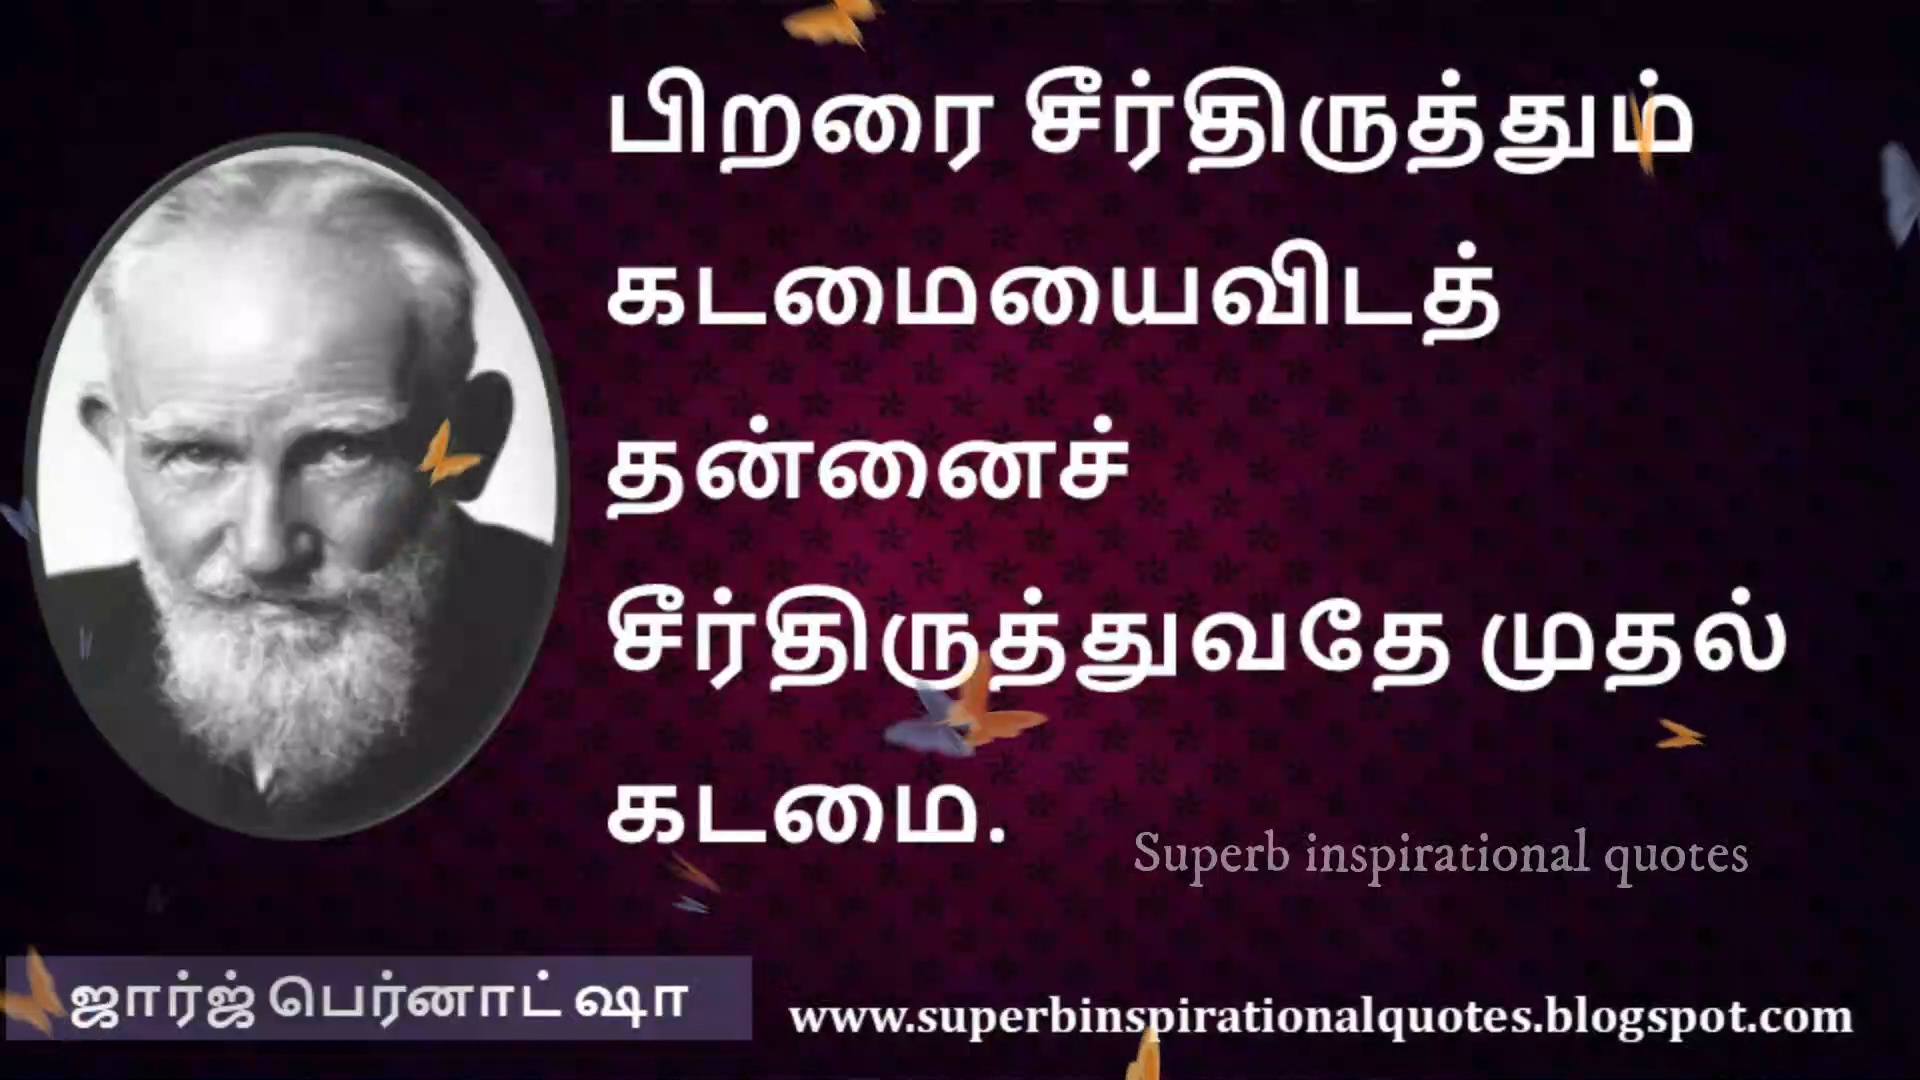 பிறரை சீர்திருத்தும்
கடமையைவிடத்
தன்னைச்
சீர்திருத்துவதே முதல்
கடமை.
Superb inspirational quotes
ஜார்ஜ் பெர்னாட் ஷா
www.superbinspirationalquotes.blogspot.com